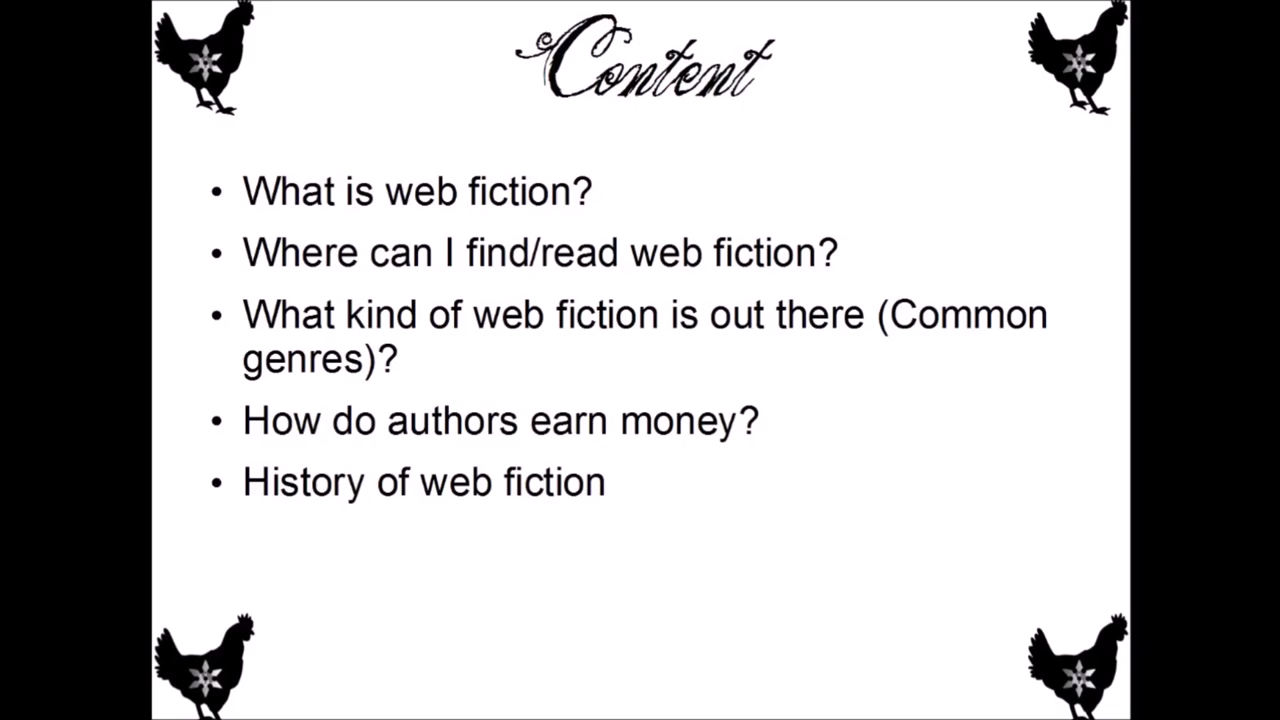 Content
• What is web fiction?
• Where can I find/read web fiction?
• What kind of web fiction is out there (Common
genres)?
• How do authors earn money?
• History of web fiction